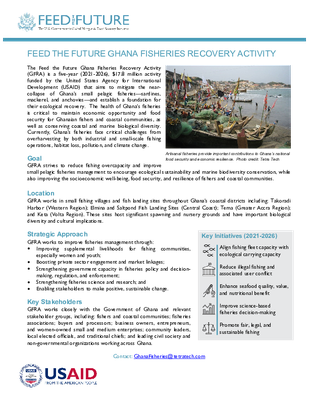 FEED THE FUTURE
The U.S. Government's Global Hunger & Food Security Initiative
FEED THE FUTURE GHANA FISHERIES RECOVERY ACTIVITY
The Feed the Future Ghana Fisheries Recovery Activity
(GFRA) is a five-year (2021-2026), $17.8 million activity
funded by the United States Agency for International
Development (USAID) that aims to mitigate the near-
collapse of Ghana's small pelagic fisheries—sardines,
mackerel, and anchovies—and establish a foundation for
their ecological recovery. The health of Ghana's fisheries
is critical to maintain economic opportunity and food
security for Ghanaian fishers and coastal communities, as
well as conserving coastal and marine biological diversity.
Currently, Ghana's fisheries face critical challenges from
overharvesting by both industrial and small-scale fishing
operations, habitat loss, pollution, and climate change.
Artisanal fisheries provide important contributions to Ghana's national
food security and economic resilience. Photo credit: Tetra Tech
Goal
GFRA strives to reduce fishing overcapacity and improve
small pelagic fisheries management to encourage ecological sustainability and marine biodiversity conservation, while
also improving the socioeconomic well-being, food security, and resilience of fishers and coastal communities.
Location
GFRA works in small fishing villages and fish landing sites throughout Ghana's coastal districts including Takoradi
Harbor (Western Region); Elmina and Saltpond Fish Landing Sites (Central Coast); Tema (Greater Accra Region);
and Keta (Volta Region). These sites host significant spawning and nursery grounds and have important biological
diversity and cultural implications.
Strategic Approach
GFRA works to improve fisheries management through:
• Improving supplemental livelihoods for fishing communities,
especially women and youth;
• Boosting private sector engagement and market linkages;
• Strengthening government capacity in fisheries policy and decision-
making, regulation, and enforcement;
• Strengthening fisheries science and research; and
• Enabling stakeholders to make positive, sustainable change.
Key Stakeholders
GFRA works closely with the Government of Ghana and relevant
stakeholder groups, including: fishers and coastal communities; fisheries
associations; buyers and processors; business owners, entrepreneurs,
and women-owned small and medium enterprises; community leaders,
local elected officials, and traditional chiefs; and leading civil society and
non-governmental organizations working across Ghana.
Key Initiatives (2021-2026)
Align fishing fleet capacity with
ecological carrying capacity
Reduce illegal fishing and
associated user conflict
Enhance seafood quality, value,
and nutritional benefit
Improve science-based
fisheries decision-making
Promote fair, legal, and
sustainable fishing
Contact: GhanaFisheries@tetratech.com
USAID
FROM THE AMERICAN PEOPLE